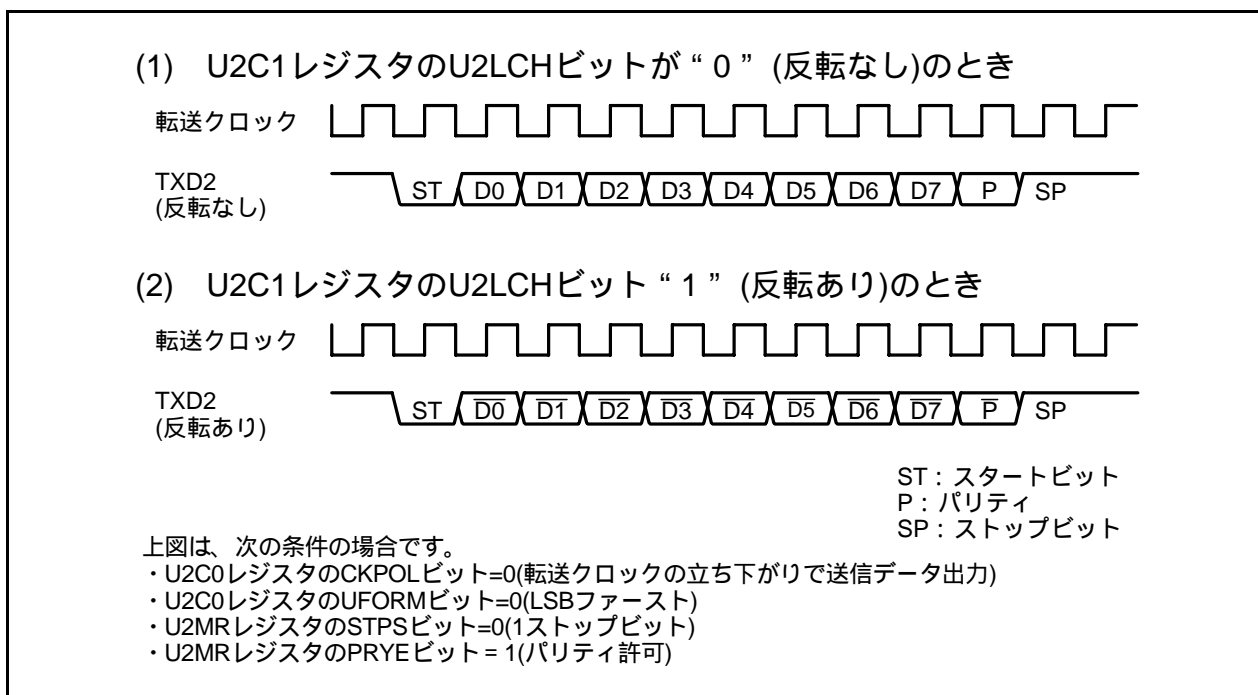 (1) U2C1レジスタのU2LCHビットが“0”(反転なし)のとき
転送クロック
TXD2
(反転なし)
ST D0 D1 D2 D3 D4 D5 D6 D7 P SP
(2) U2C1レジスタのU2LCHビット“1”(反転あり)のとき
転送クロック
TXD2
(反転あり)
ST D̅0̅ D̅1̅ D̅2̅ D̅3̅ D̅4̅ D̅5̅ D̅6̅ D̅7̅ P̅ SP
ST:スタートビット
P:パリティ
SP:ストップビット
上図は、次の条件の場合です。
・U2C0レジスタのCKPOLビット=0(転送クロックの立ち下がりで送信データ出力)
・U2C0レジスタのUFORMビット=0(LSBファースト)
・U2MRレジスタのSTPSビット=0(1ストップビット)
・U2MRレジスタのPRYEビット=1(パリティ許可)